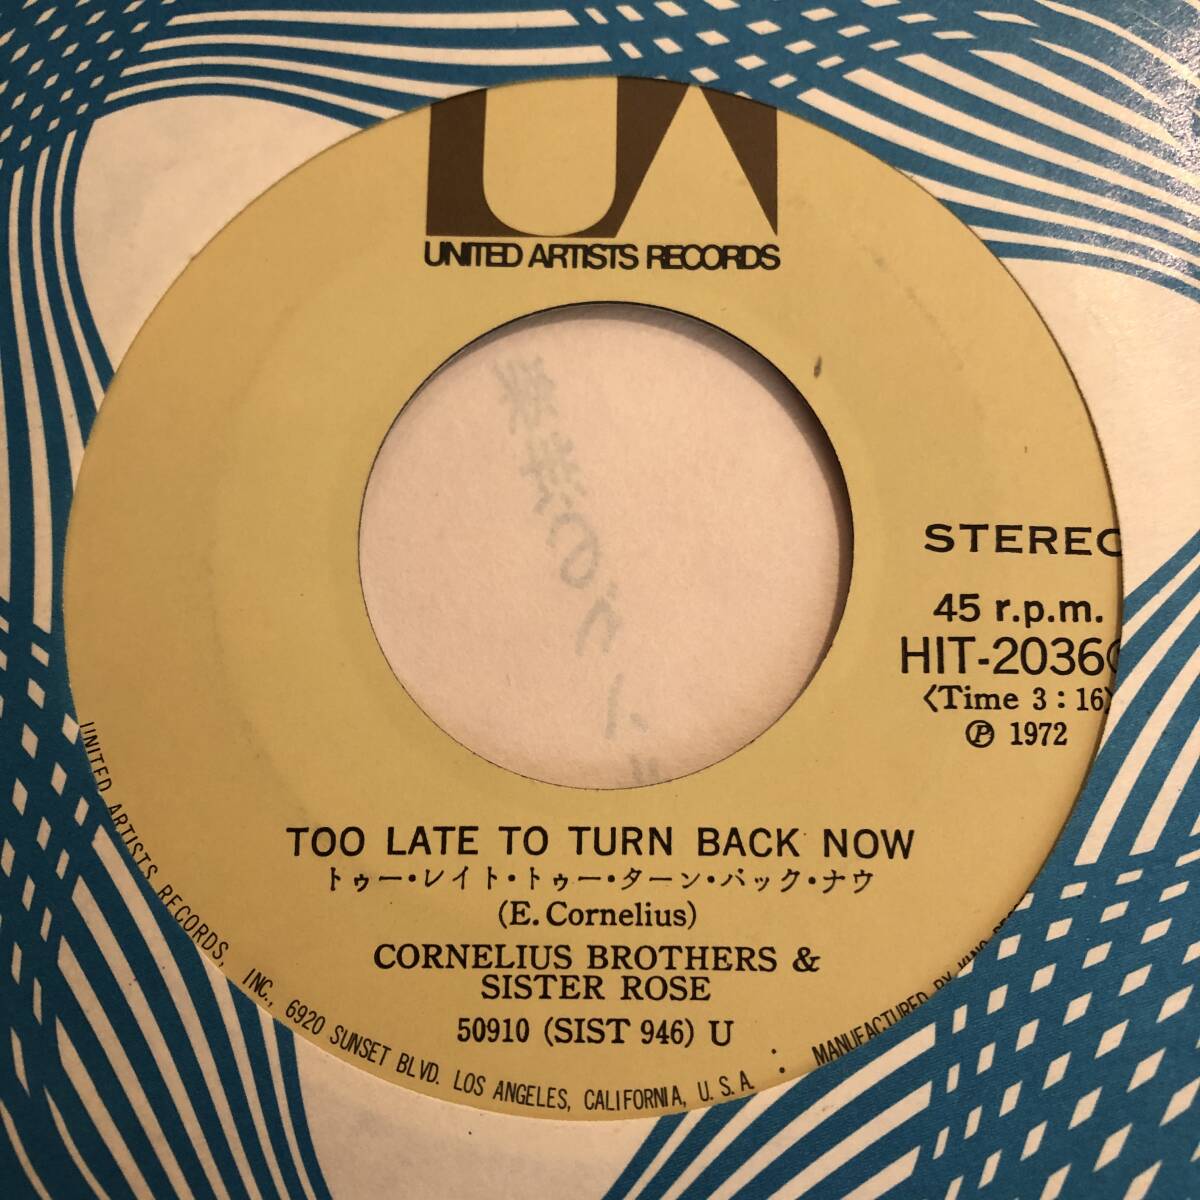 UNITED ARTISTS RECORDS
STEREO
45 r.p.m.
HIT-2036
〈Time 3:16〉
Ⓟ 1972
TOO LATE TO TURN BACK NOW
トゥー・レイト・トゥー・ターン・バック・ナウ
(E. Cornelius)
CORNELIUS BROTHERS &
SISTER ROSE
50910 (SIST 946) U
UNITED ARTISTS RECORDS, INC., 6920 SUNSET BLVD. LOS ANGELES, CALIFORNIA, U.S.A.
MANUFACTURED BY KING